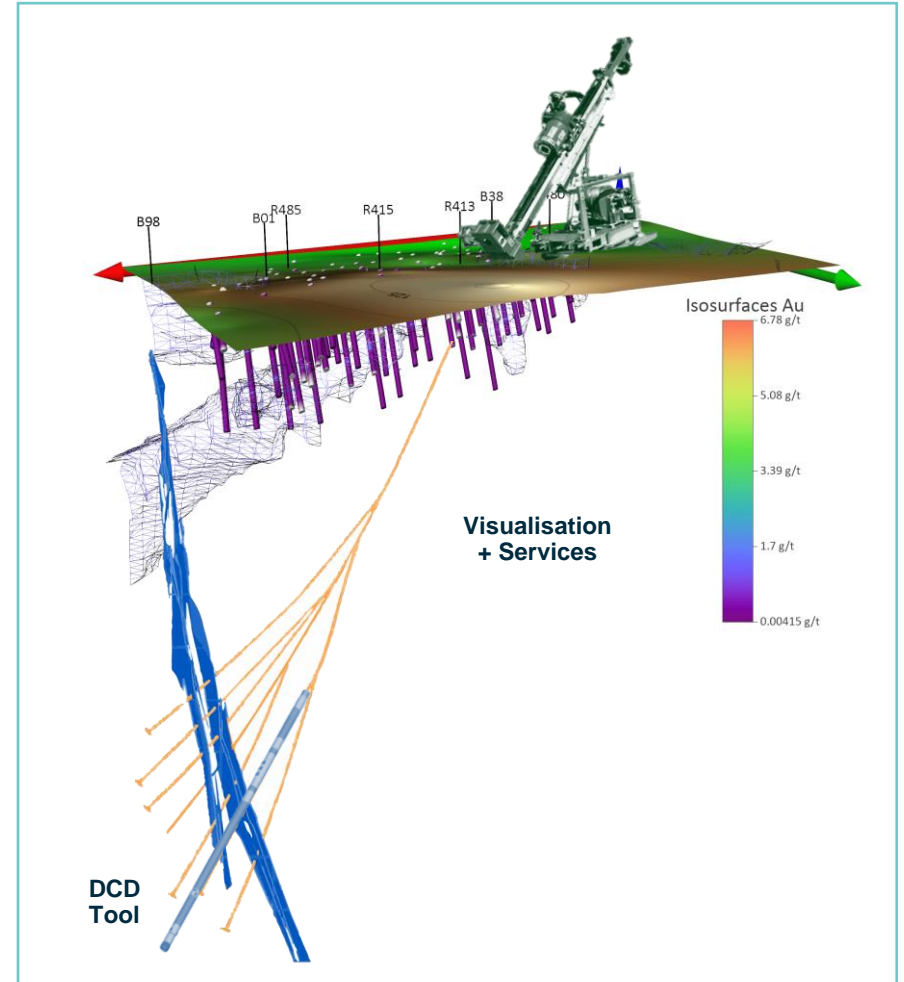 B98
B01
R485
R415
R413
B38
Isosurfaces Au
6.78 g/t
5.08 g/t
3.39 g/t
1.7 g/t
0.00415 g/t
Visualisation
+ Services
DCD
Tool